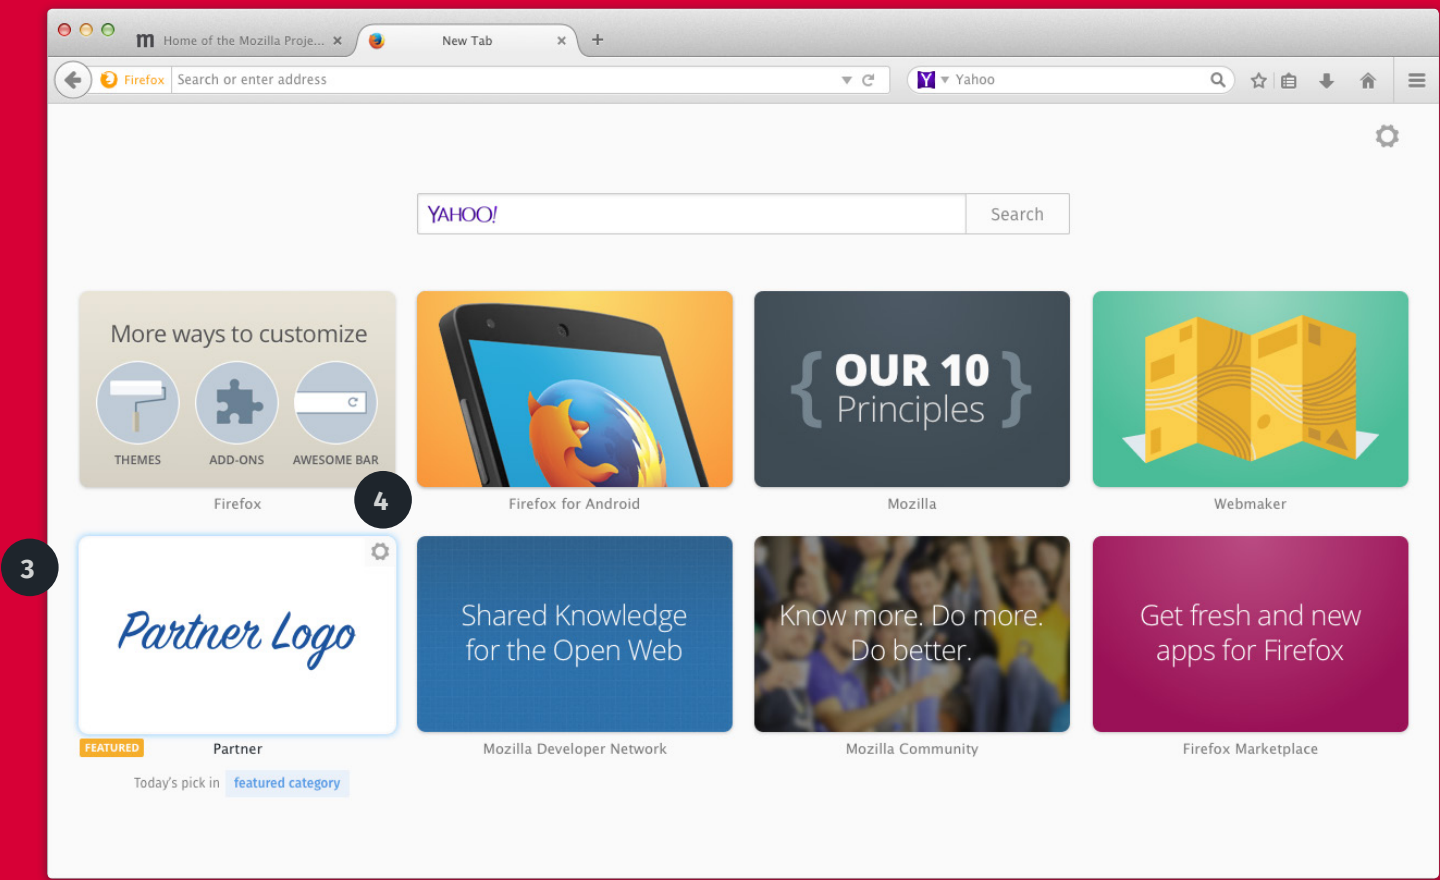 m Home of the Mozilla Proje... × New Tab × +
Firefox Search or enter address Y Yahoo
YAHOO! Search
More ways to customize
THEMES ADD-ONS AWESOME BAR
{ OUR 10 }
Principles
Firefox
4
Firefox for Android
Mozilla
Webmaker
3
Partner Logo
Shared Knowledge
for the Open Web
Know more. Do more.
Do better.
Get fresh and new
apps for Firefox
FEATURED Partner
Mozilla Developer Network
Mozilla Community
Firefox Marketplace
Today's pick in featured category